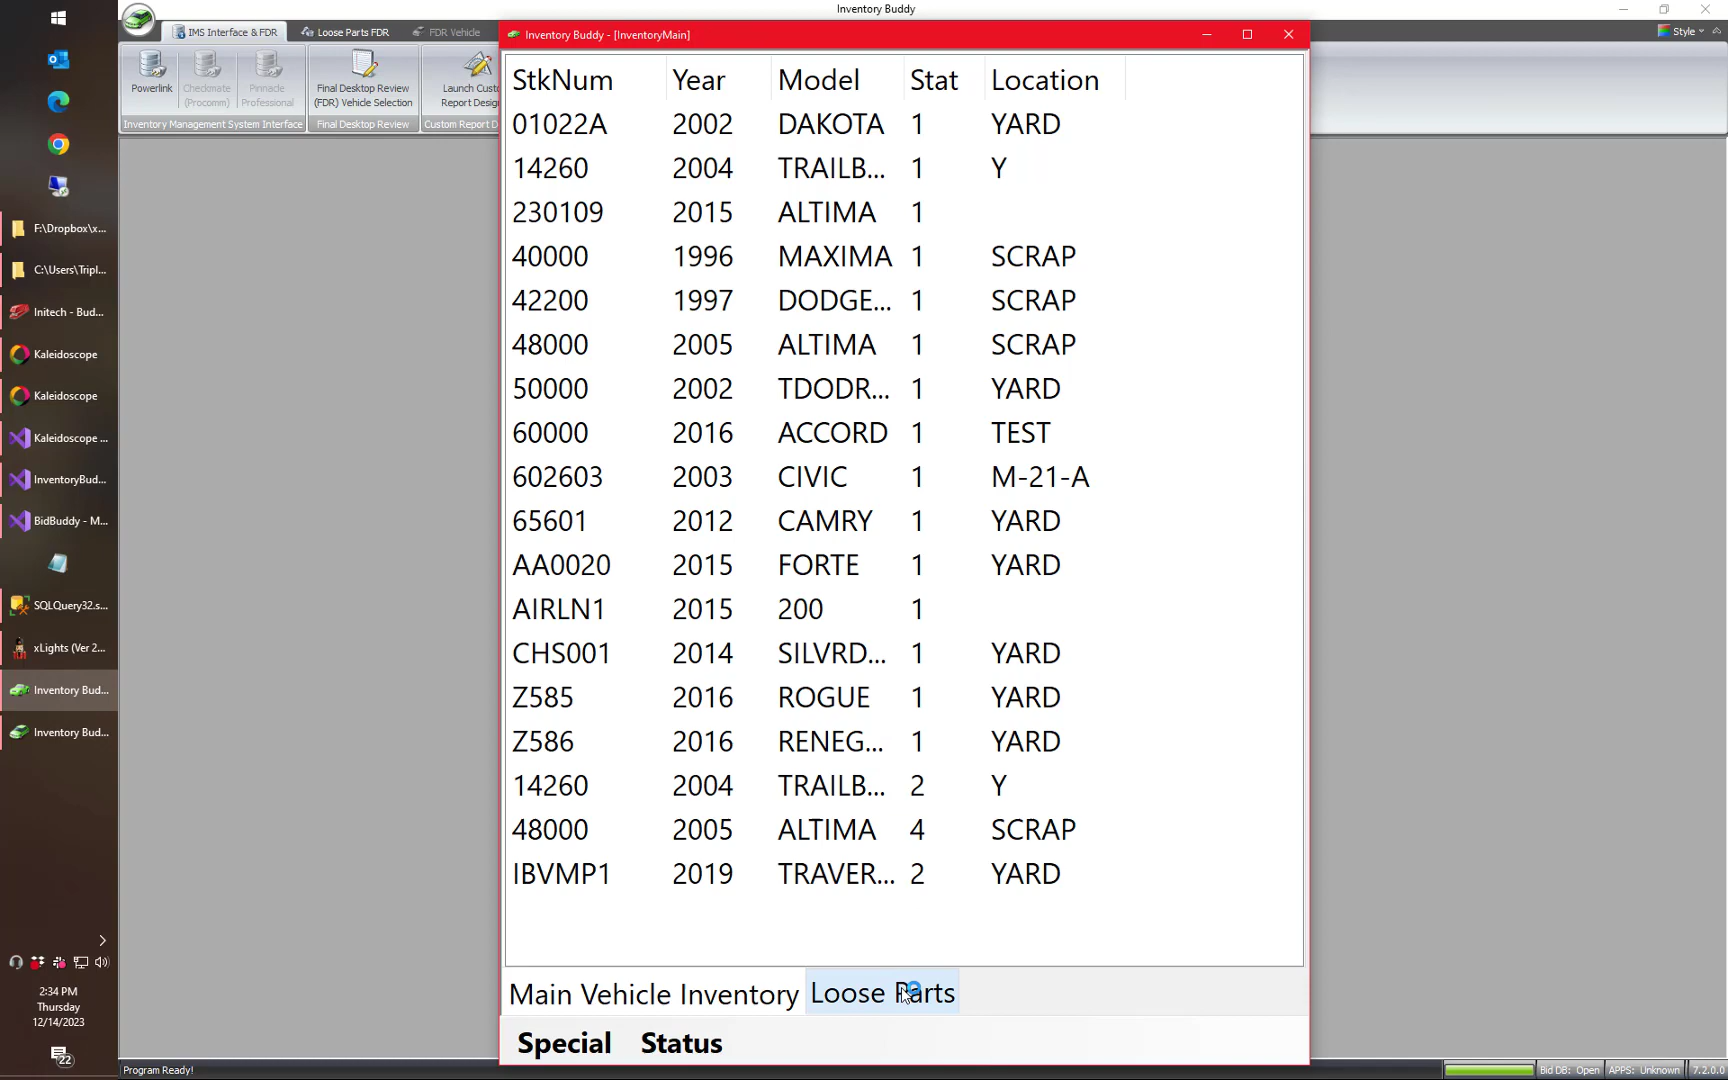 Inventory Buddy
IMS Interface & FDR
Loose Parts FDR
FDR Vehicle
Style
Powerlink
Checkmate
(Procomm)
Pinnacle
Professional
Final Desktop Review
(FDR) Vehicle Selection
Launch Custo
Report Desig
Inventory Management System Interface
Final Desktop Review
Custom Report D
Inventory Buddy - [InventoryMain]
StkNum Year Model Stat Location
01022A 2002 DAKOTA 1 YARD
14260 2004 TRAILB... 1 Y
230109 2015 ALTIMA 1
40000 1996 MAXIMA 1 SCRAP
42200 1997 DODGE... 1 SCRAP
48000 2005 ALTIMA 1 SCRAP
50000 2002 TDODR... 1 YARD
60000 2016 ACCORD 1 TEST
602603 2003 CIVIC 1 M-21-A
65601 2012 CAMRY 1 YARD
AA0020 2015 FORTE 1 YARD
AIRLN1 2015 200 1
CHS001 2014 SILVRD... 1 YARD
Z585 2016 ROGUE 1 YARD
Z586 2016 RENEG... 1 YARD
14260 2004 TRAILB... 2 Y
48000 2005 ALTIMA 4 SCRAP
IBVMP1 2019 TRAVER... 2 YARD
Main Vehicle Inventory Loose Parts
Special Status
F:\Dropbox\x...
C:\Users\Tripl...
Initech - Bud...
Kaleidoscope
Kaleidoscope
Kaleidoscope ...
InventoryBud...
BidBuddy - M...
SQLQuery32.s...
xLights (Ver 2...
Inventory Bud...
Inventory Bud...
2:34 PM
Thursday
12/14/2023
22
Program Ready!
Bid DB: Open
APPS: Unknown
7.2.0.0